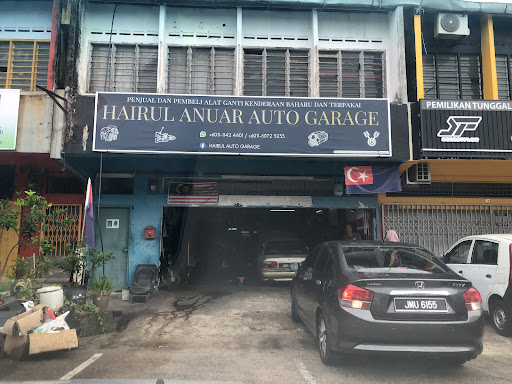 PENJUAL DAN PEMBELI ALAT GANTI KENDERAAN BAHARU DAN TERPAKAI
HAIRUL ANUAR AUTO GARAGE
HAIRUL AUTO GARAGE
PEMILIKAN TUNGGAL
JMU 6155